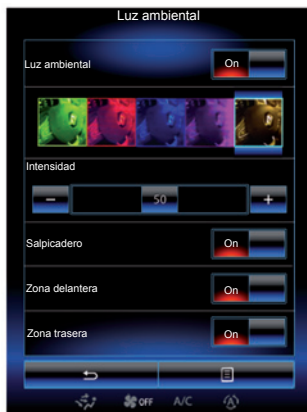 Luz ambiental
Luz ambiental On
Intensidad
50
Salpicadero On
Zona delantera On
Zona trasera On
OFF A/C A